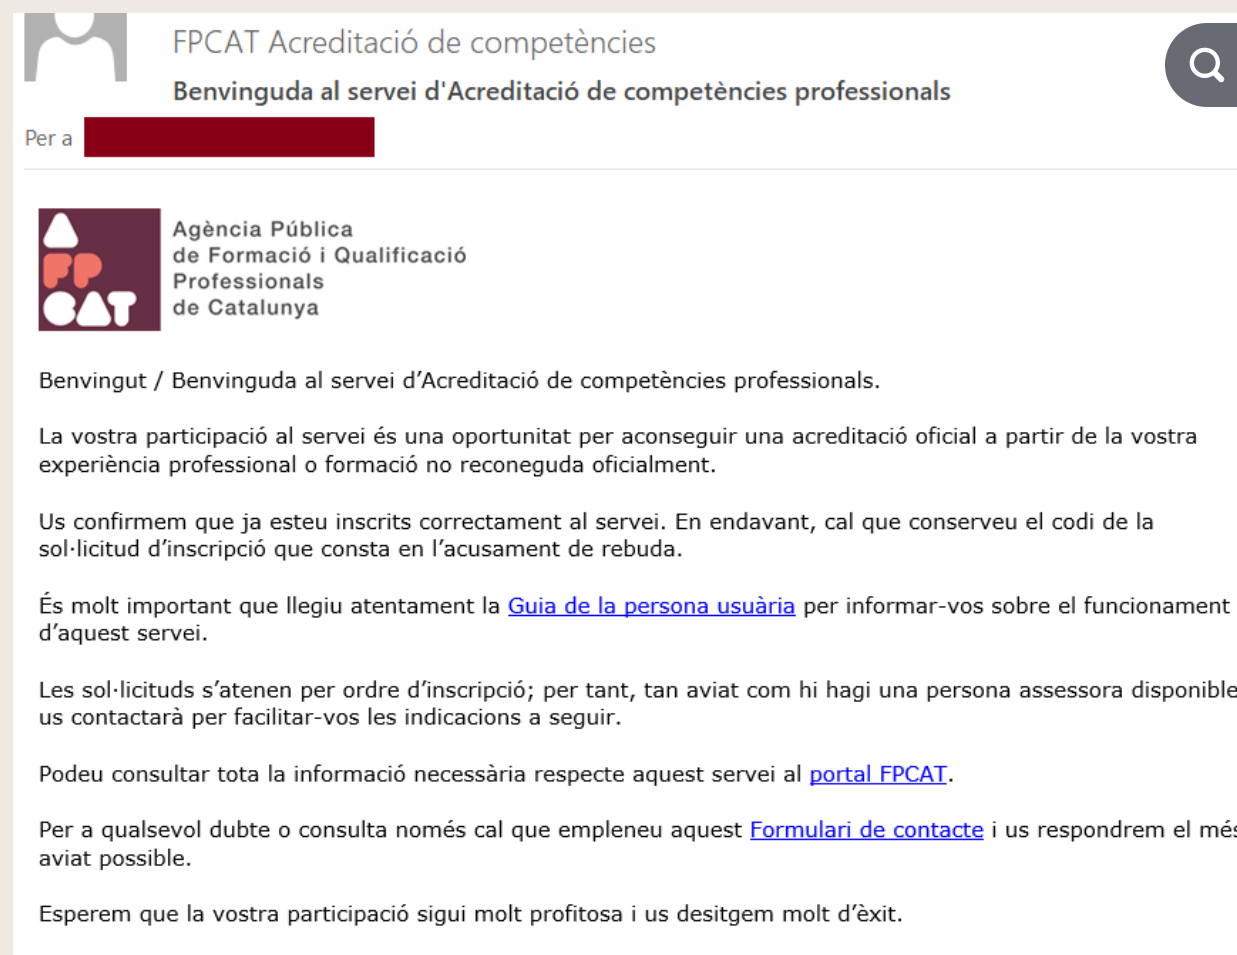 FPCAT Acreditació de competències
Benvinguda al servei d'Acreditació de competències professionals
Per a
A
FP
CAT
Agència Pública
de Formació i Qualificació
Professionals
de Catalunya
Benvingut / Benvinguda al servei d’Acreditació de competències professionals.
La vostra participació al servei és una oportunitat per aconseguir una acreditació oficial a partir de la vostra
experiència professional o formació no reconeguda oficialment.
Us confirmem que ja esteu inscrits correctament al servei. En endavant, cal que conserveu el codi de la
sol·licitud d’inscripció que consta en l’acusament de rebuda.
És molt important que llegiu atentament la Guia de la persona usuària per informar-vos sobre el funcionament
d’aquest servei.
Les sol·licituds s’atenen per ordre d’inscripció; per tant, tan aviat com hi hagi una persona assessora disponible
us contactarà per facilitar-vos les indicacions a seguir.
Podeu consultar tota la informació necessària respecte aquest servei al portal FPCAT.
Per a qualsevol dubte o consulta només cal que empleneu aquest Formulari de contacte i us respondrem el més
aviat possible.
Esperem que la vostra participació sigui molt profitosa i us desitgem molt d’èxit.